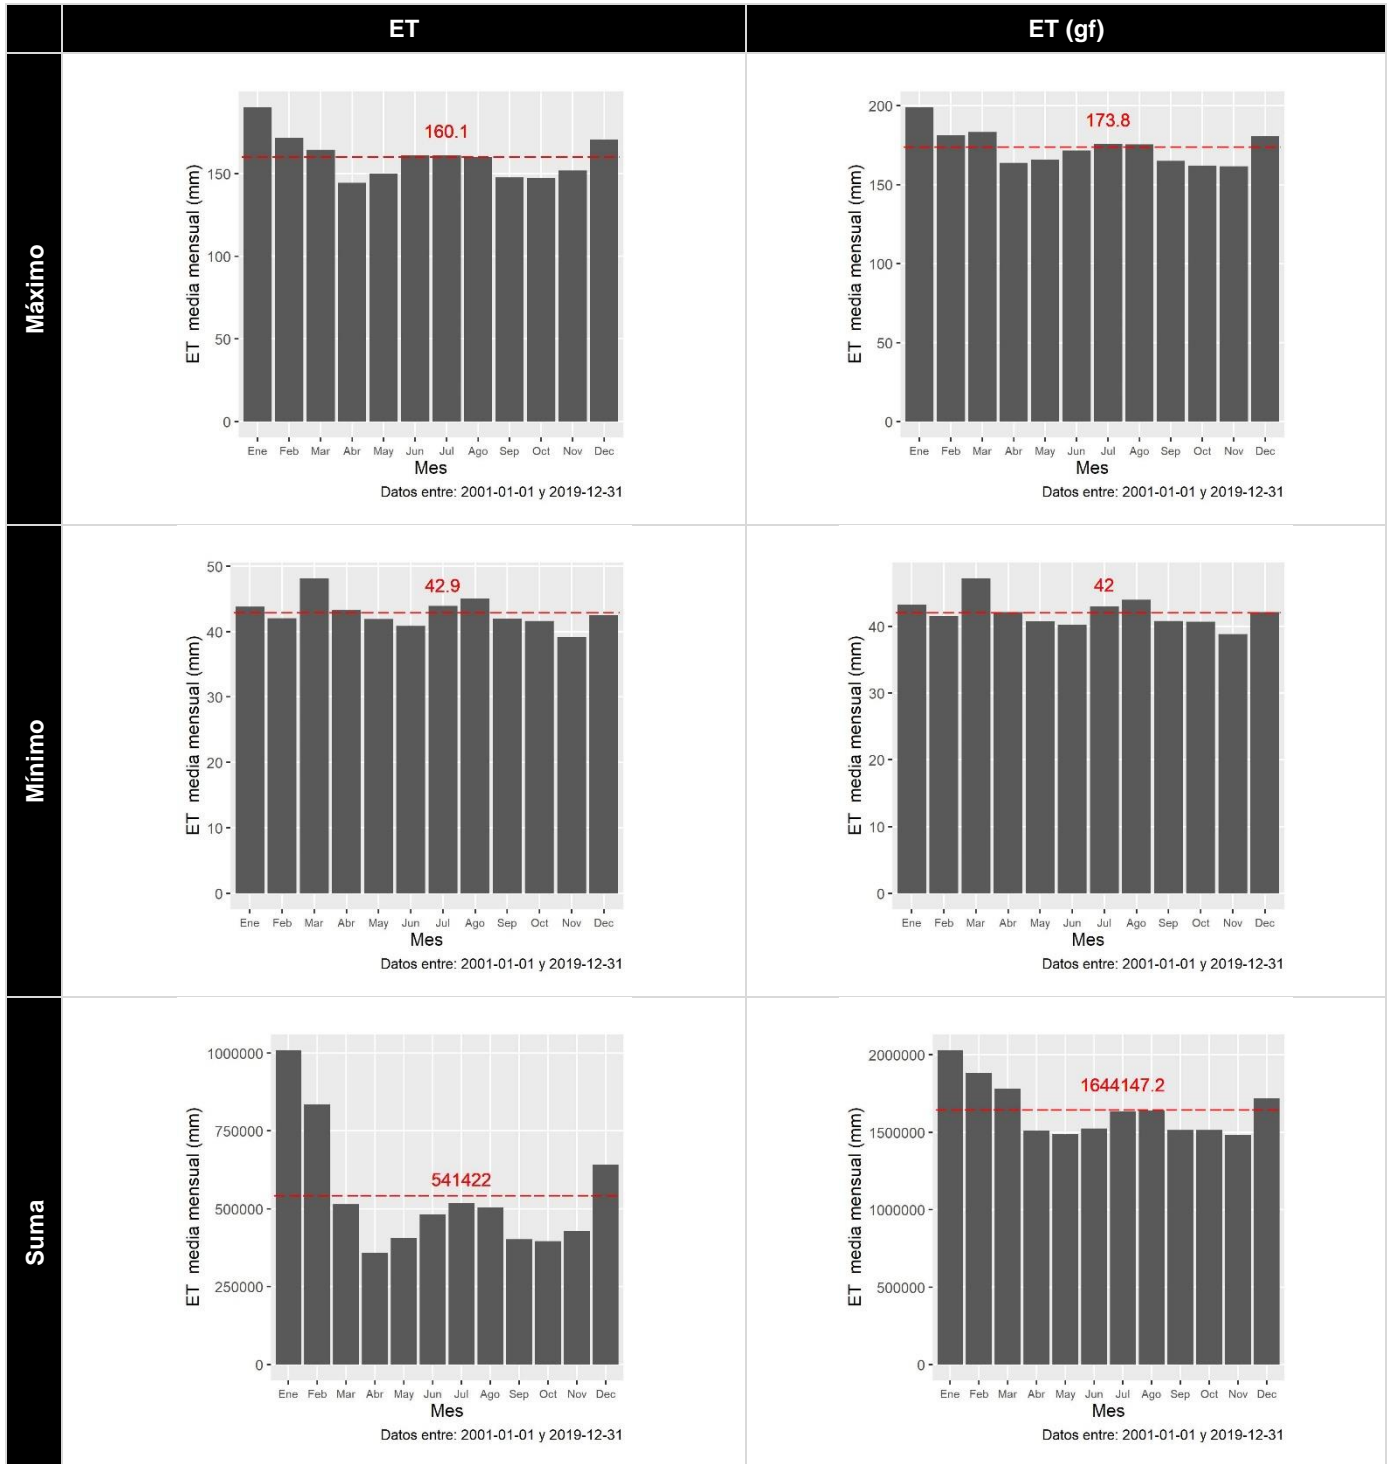 ET
ET (gf)
Máximo
ET media mensual (mm)
150
100
50
0
160.1
Ene Feb Mar Abr May Jun Jul Ago Sep Oct Nov Dec
Mes
Datos entre: 2001-01-01 y 2019-12-31
ET media mensual (mm)
200
150
100
50
0
173.8
Ene Feb Mar Abr May Jun Jul Ago Sep Oct Nov Dec
Mes
Datos entre: 2001-01-01 y 2019-12-31
Mínimo
ET media mensual (mm)
50
40
30
20
10
0
42.9
Ene Feb Mar Abr May Jun Jul Ago Sep Oct Nov Dec
Mes
Datos entre: 2001-01-01 y 2019-12-31
ET media mensual (mm)
40
30
20
10
0
42
Ene Feb Mar Abr May Jun Jul Ago Sep Oct Nov Dec
Mes
Datos entre: 2001-01-01 y 2019-12-31
Suma
ET media mensual (mm)
1000000
750000
500000
250000
0
541422
Ene Feb Mar Abr May Jun Jul Ago Sep Oct Nov Dec
Mes
Datos entre: 2001-01-01 y 2019-12-31
ET media mensual (mm)
2000000
1500000
1000000
500000
0
1644147.2
Ene Feb Mar Abr May Jun Jul Ago Sep Oct Nov Dec
Mes
Datos entre: 2001-01-01 y 2019-12-31